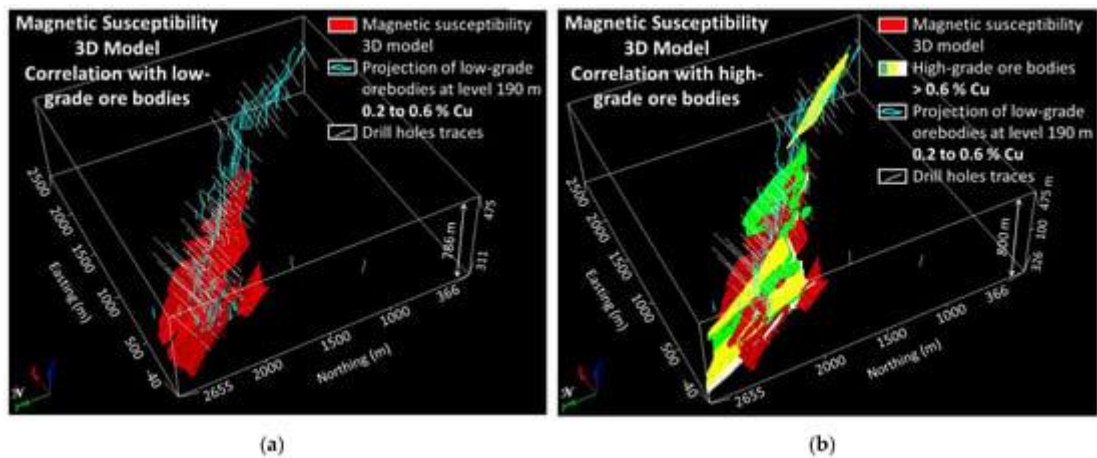 Magnetic Susceptibility
3D Model
Correlation with low-
grade ore bodies
Magnetic susceptibility
3D model
Projection of low-grade
orebodies at level 190 m
0.2 to 0.6 % Cu
Drill holes traces
2500
2000
1500
1000
500
-40
Easting (m)
2655
2000
1500
1000
366
Northing (m)
786 m
475
311
N
(a)
Magnetic Susceptibility
3D Model
Correlation with high-
grade ore bodies
Magnetic susceptibility
3D model
High-grade ore bodies
> 0.6 % Cu
Projection of low-grade
orebodies at level 190 m
0.2 to 0.6 % Cu
Drill holes traces
2500
2000
1500
1000
500
-40
Easting (m)
2655
2000
1500
1000
366
Northing (m)
800 m
475 m
100
326
N
(b)